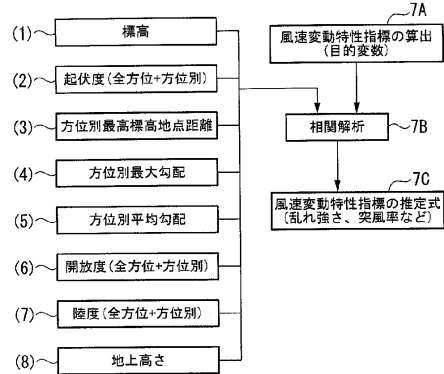 (1) 標高
(2) 起伏度(全方位+方位別)
(3) 方位別最高標高地点距離
(4) 方位別最大勾配
(5) 方位別平均勾配
(6) 開放度(全方位+方位別)
(7) 陸度(全方位+方位別)
(8) 地上高さ
7A
風速変動特性指標の算出
(目的変数)
相関解析
7B
7C
風速変動特性指標の推定式
(乱れ強さ、突風率など)